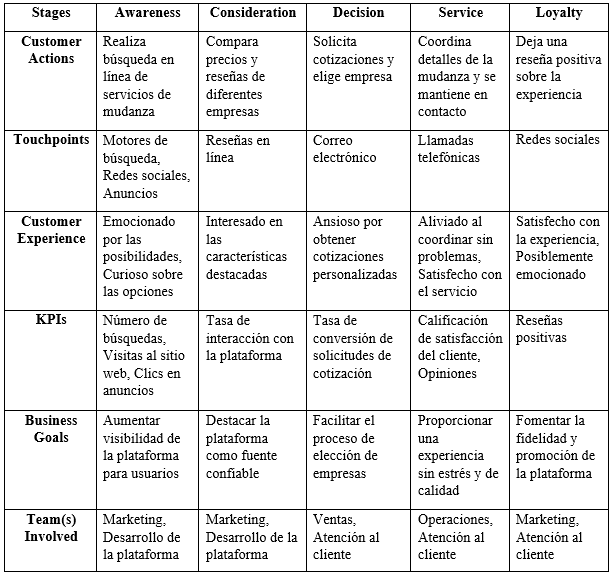 Stages Awareness Consideration Decision Service Loyalty
Customer Actions
Realiza búsqueda en línea de servicios de mudanza
Compara precios y reseñas de diferentes empresas
Solicita cotizaciones y elige empresa
Coordina detalles de la mudanza y se mantiene en contacto
Deja una reseña positiva sobre la experiencia
Touchpoints
Motores de búsqueda, Redes sociales, Anuncios
Reseñas en línea
Correo electrónico
Llamadas telefónicas
Redes sociales
Customer Experience
Emocionado por las posibilidades, Curioso sobre las opciones
Interesado en las características destacadas
Ansioso por obtener cotizaciones personalizadas
Aliviado al coordinar sin problemas, Satisfecho con el servicio
Satisfecho con la experiencia, Posiblemente emocionado
KPIs
Número de búsquedas, Visitas al sitio web, Clics en anuncios
Tasa de interacción con la plataforma
Tasa de conversión de solicitudes de cotización
Calificación de satisfacción del cliente, Opiniones
Reseñas positivas
Business Goals
Aumentar visibilidad de la plataforma para usuarios
Destacar la plataforma como fuente confiable
Facilitar el proceso de elección de empresas
Proporcionar una experiencia sin estrés y de calidad
Fomentar la fidelidad y promoción de la plataforma
Team(s) Involved
Marketing, Desarrollo de la plataforma
Marketing, Desarrollo de la plataforma
Ventas, Atención al cliente
Operaciones, Atención al cliente
Marketing, Atención al cliente